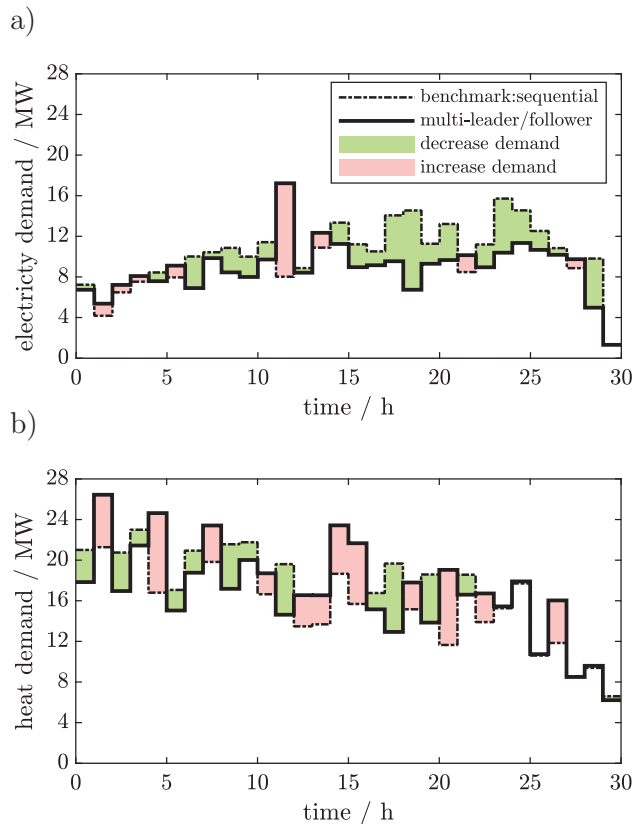 a)
28
24
20
16
12
8
4
0
electricty demand / MW
benchmark:sequential
multi-leader/follower
decrease demand
increase demand
0 5 10 15 20 25 30
time / h
b)
28
24
20
16
12
8
4
0
heat demand / MW
0 5 10 15 20 25 30
time / h